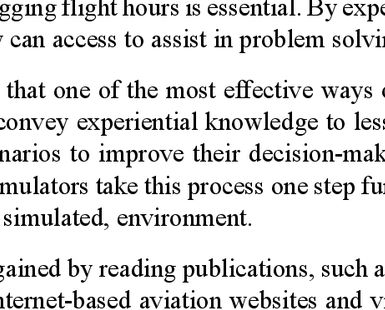 gging flight hours is essential. By expe
y can access to assist in problem solvin
that one of the most effective ways
convey experiential knowledge to less
narios to improve their decision-mak
mulators take this process one step fu
simulated, environment.
gained by reading publications, such a
nternet-based aviation websites and vi